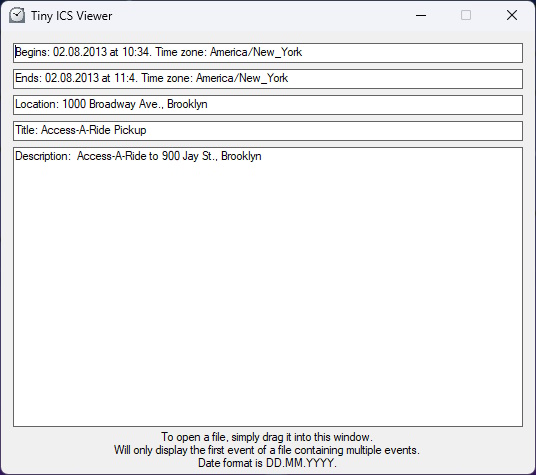 Tiny ICS Viewer
Begins: 02.08.2013 at 10:34. Time zone: America/New_York
Ends: 02.08.2013 at 11:4. Time zone: America/New_York
Location: 1000 Broadway Ave., Brooklyn
Title: Access-A-Ride Pickup
Description:  Access-A-Ride to 900 Jay St., Brooklyn
To open a file, simply drag it into this window.
Will only display the first event of a file containing multiple events.
Date format is DD.MM.YYYY.